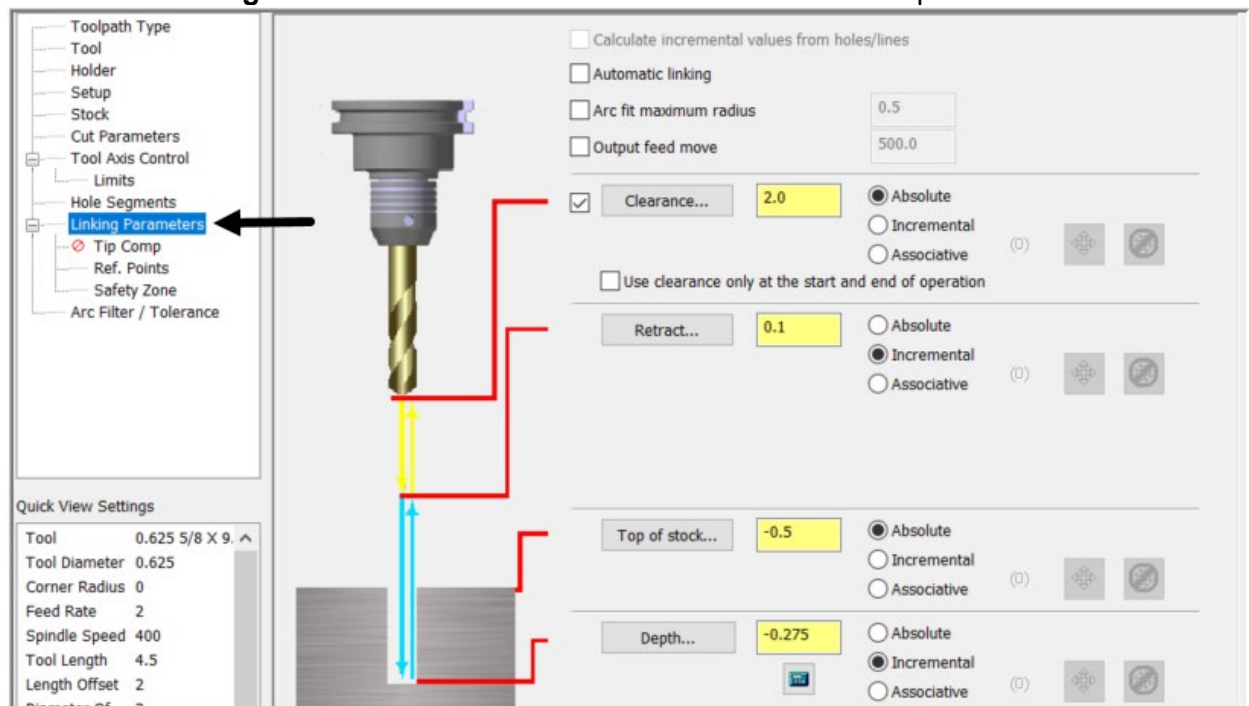 Toolpath Type
Tool
Holder
Setup
Stock
Cut Parameters
Tool Axis Control
Limits
Hole Segments
Linking Parameters
Tip Comp
Ref. Points
Safety Zone
Arc Filter / Tolerance
Quick View Settings
Tool 0.625 5/8 X 9.
Tool Diameter 0.625
Corner Radius 0
Feed Rate 2
Spindle Speed 400
Tool Length 4.5
Length Offset 2
Calculate incremental values from holes/lines
Automatic linking
Arc fit maximum radius 0.5
Output feed move 500.0
Clearance... 2.0 Absolute
Incremental
Associative (0)
Use clearance only at the start and end of operation
Retract... 0.1 Absolute
Incremental
Associative (0)
Top of stock... -0.5 Absolute
Incremental
Associative (0)
Depth... -0.275 Absolute
Incremental
Associative (0)